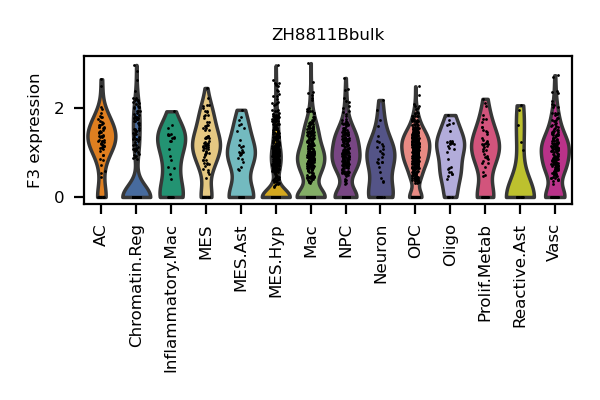 ZH8811Bbulk
F3 expression
2
0
AC
Chromatin.Reg
Inflammatory.Mac
MES
MES.Ast
MES.Hyp
Mac
NPC
Neuron
OPC
Oligo
Prolif.Metab
Reactive.Ast
Vasc